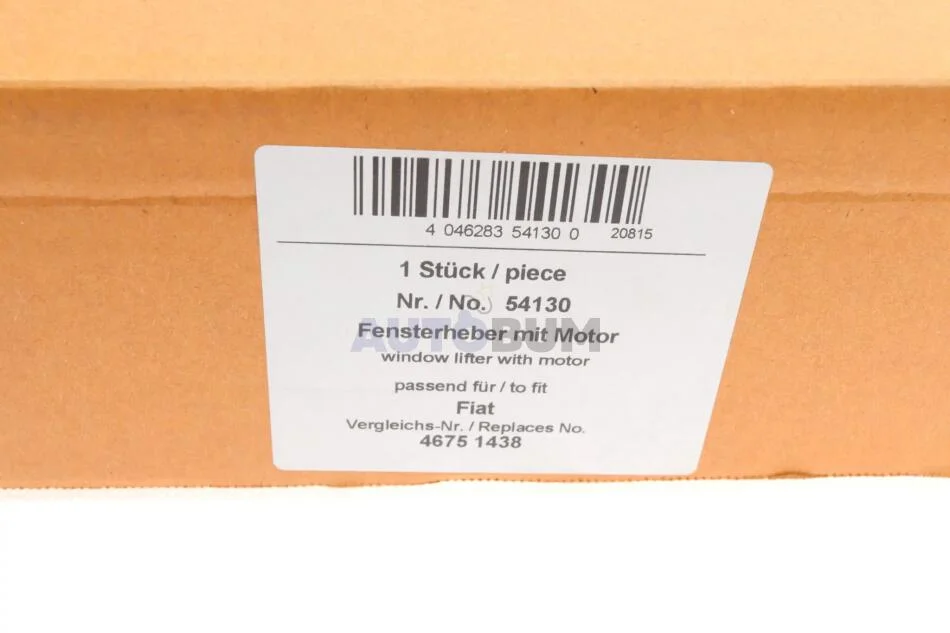 4 046283 54130 0 20815
1 Stück / piece
Nr. / No. 54130
Fensterheber mit Motor
AUTOBUM
window lifter with motor
passend für / to fit
Fiat
Vergleichs-Nr. / Replaces No.
4675 1438